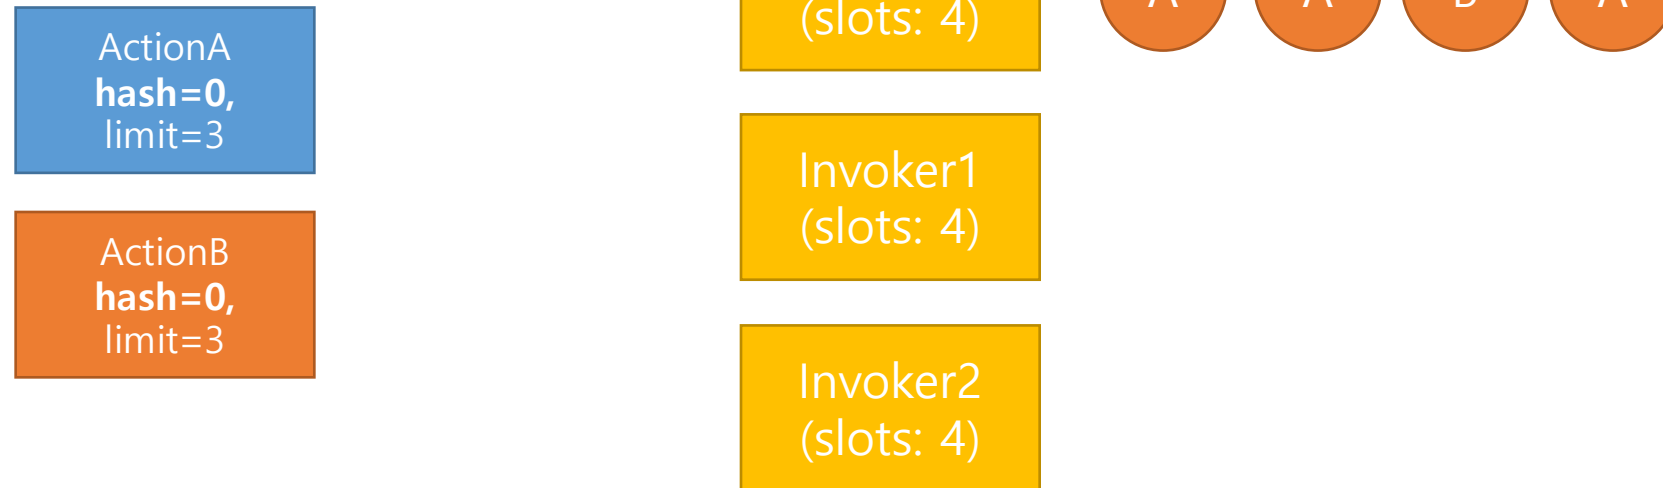 (slots: 4)
A A B A
ActionA
hash=0,
limit=3
Invoker1
(slots: 4)
ActionB
hash=0,
limit=3
Invoker2
(slots: 4)